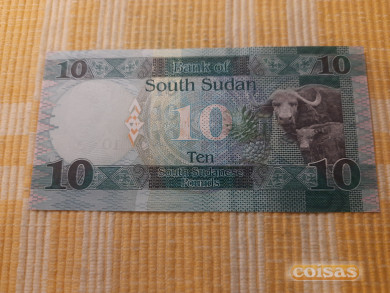 10 Bank of 10
South Sudan
10
Ten
10 South Sudanese 10
Pounds
coisas